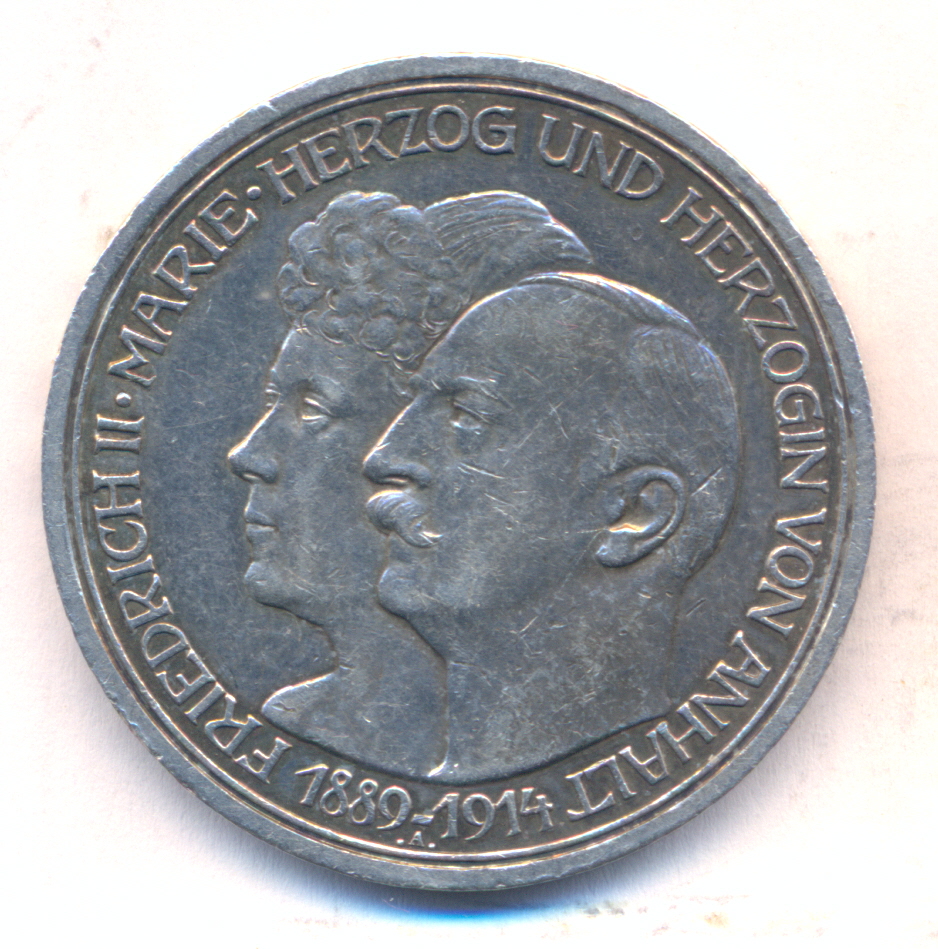 FRIEDRICH II · MARIE · HERZOG UND HERZOGIN VON ANHALT
1889-1914
.A.